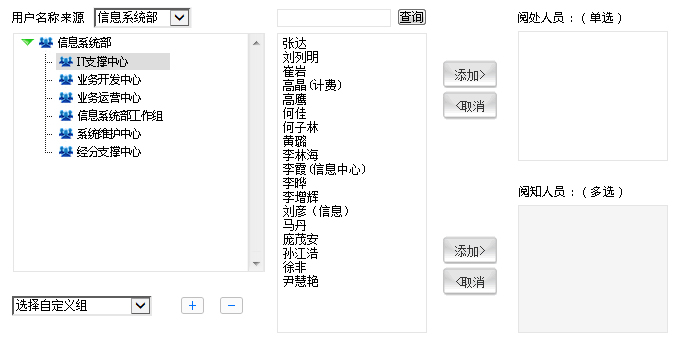 用户名称来源 信息系统部
信息系统部
IT支撑中心
业务开发中心
业务运营中心
信息系统部工作组
系统维护中心
经分支撑中心
选择自定义组
+ −
查询
张达
刘列明
崔岩
高晶(计费)
高鹰
何佳
何子林
黄璐
李林海
李霞(信息中心)
李晔
李增辉
刘彦（信息）
马丹
庞茂安
孙江浩
徐非
尹慧艳
添加>
<取消
添加>
<取消
阅处人员：（单选）
阅知人员：（多选）